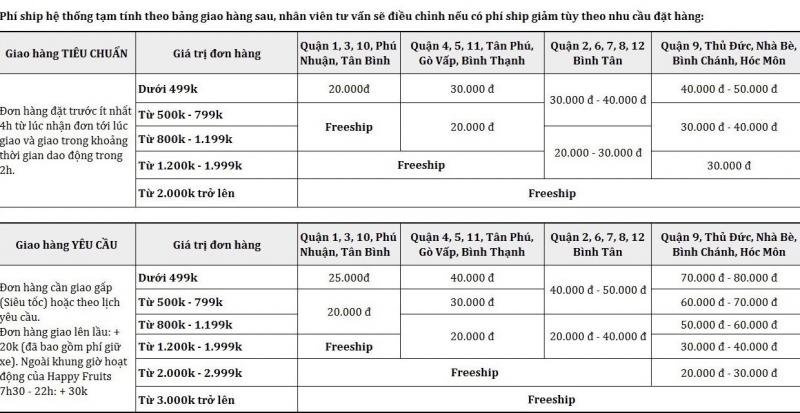 Phí ship hệ thống tạm tính theo bảng giao hàng sau, nhân viên tư vấn sẽ điều chỉnh nếu có phí ship giảm tùy theo nhu cầu đặt hàng:
Giao hàng TIÊU CHUẨN
Giá trị đơn hàng
Quận 1, 3, 10, Phú
Nhuận, Tân Bình
Quận 4, 5, 11, Tân Phú,
Gò Vấp, Bình Thạnh
Quận 2, 6, 7, 8, 12
Bình Tân
Quận 9, Thủ Đức, Nhà Bè,
Bình Chánh, Hóc Môn
Đơn hàng đặt trước ít nhất
4h từ lúc nhận đơn tới lúc
giao và giao trong khoảng
thời gian dao động trong
2h.
Dưới 499k
20.000đ
30.000 đ
30.000 đ - 40.000 đ
40.000 đ - 50.000 đ
Từ 500k - 799k
Freeship
20.000 đ
30.000 đ - 40.000 đ
Từ 800k - 1.199k
20.000 - 30.000 đ
Từ 1.200k - 1.999k
Freeship
30.000 đ
Từ 2.000k trở lên
Freeship
Giao hàng YÊU CẦU
Giá trị đơn hàng
Quận 1, 3, 10, Phú
Nhuận, Tân Bình
Quận 4, 5, 11, Tân Phú,
Gò Vấp, Bình Thạnh
Quận 2, 6, 7, 8, 12
Bình Tân
Quận 9, Thủ Đức, Nhà Bè,
Bình Chánh, Hóc Môn
Đơn hàng cần giao gấp
(Siêu tốc) hoặc theo lịch
yêu cầu.
Đơn hàng giao lên lầu: +
20k (đã bao gồm phí giữ
xe). Ngoài khung giờ hoạt
động của Happy Fruits
7h30 - 22h: + 30k
Dưới 499k
25.000đ
40.000 đ
40.000 đ - 50.000 đ
70.000 đ - 80.000 đ
Từ 500k - 799k
20.000 đ
30.000 đ
60.000 đ - 70.000 đ
Từ 800k - 1.199k
20.000 đ
20.000 đ - 40.000 đ
50.000 đ - 60.000 đ
Từ 1.200k - 1.999k
Freeship
30.000 đ - 40.000 đ
Từ 2.000k - 2.999k
Freeship
20.000 đ - 30.000 đ
Từ 3.000k trở lên
Freeship